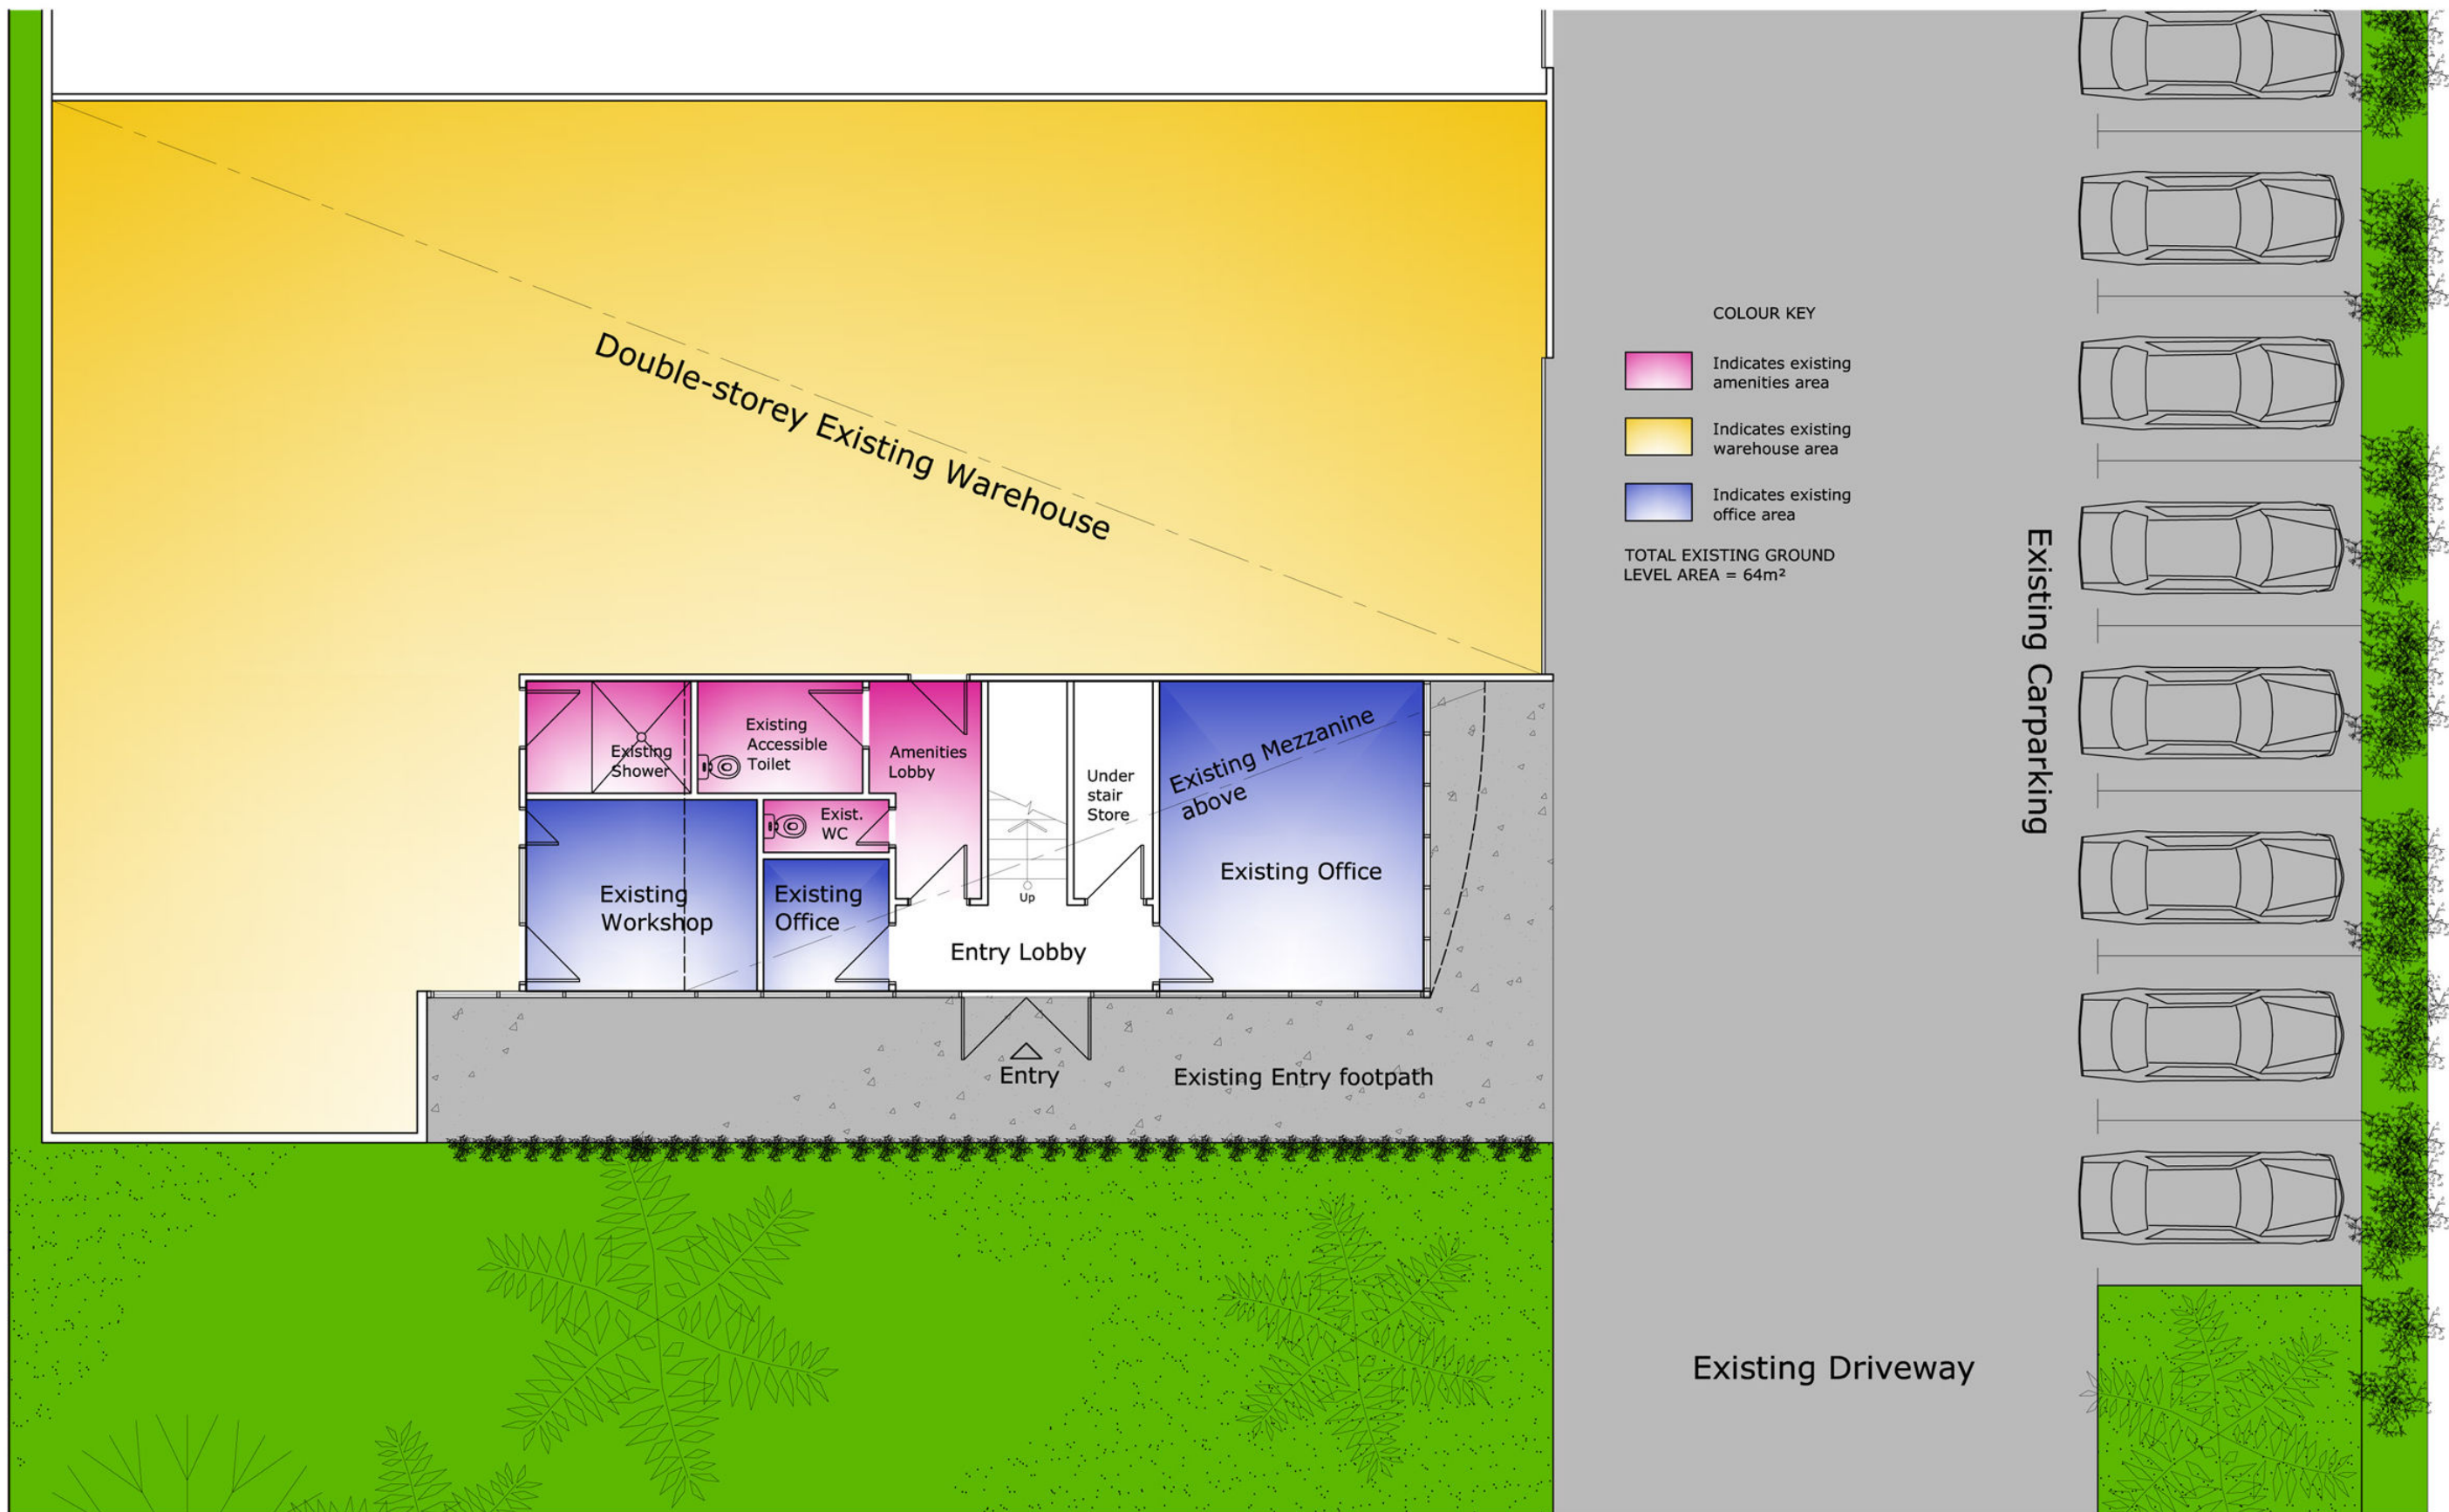 COLOUR KEY
Indicates existing
amenities area
Indicates existing
warehouse area
Indicates existing
office area
TOTAL EXISTING GROUND
LEVEL AREA = 64m²
Double-storey Existing Warehouse
Existing Carparking
Existing
Shower
Existing
Accessible
Toilet
Amenities
Lobby
Under
stair
Store
Existing Mezzanine
above
Exist.
WC
Existing Office
Existing
Workshop
Existing
Office
Up
Entry Lobby
Entry
Existing Entry footpath
Existing Driveway